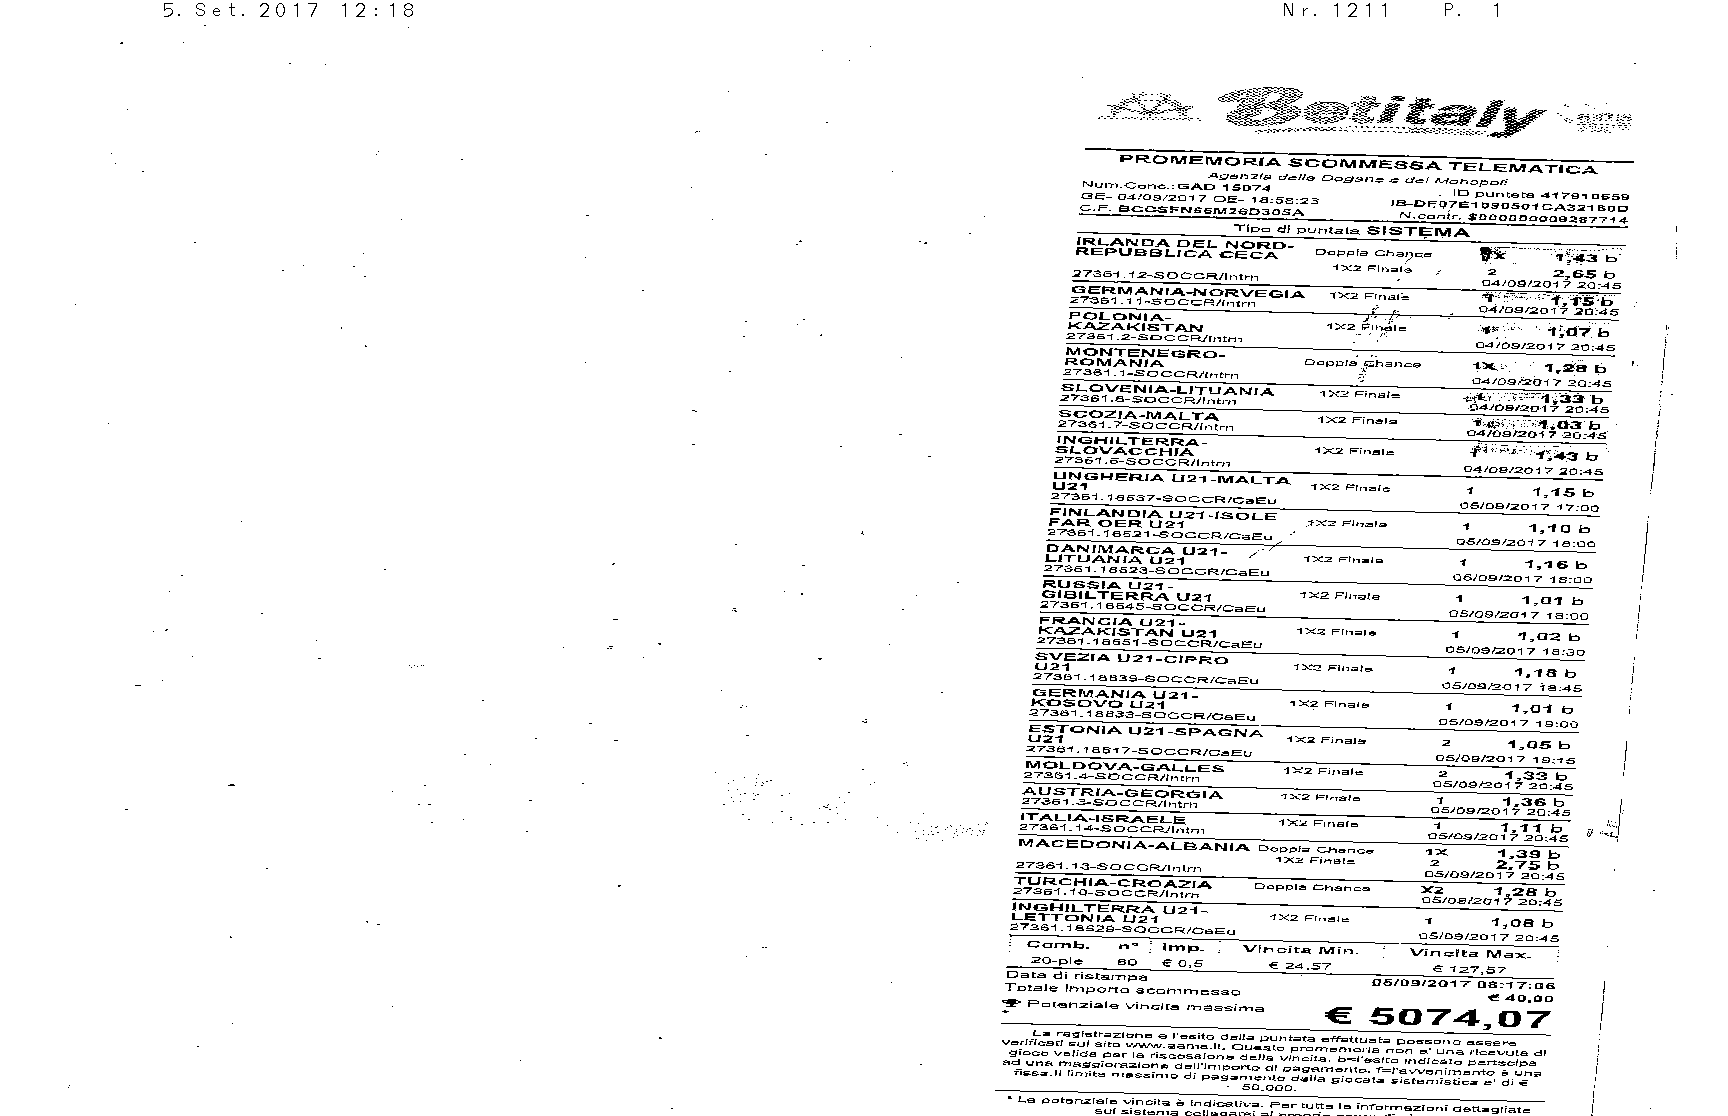 5. Set. 2017 12:18 Nr. 1211 P. 1
Betitaly
PROMEMORIA SCOMMESSA TELEMATICA
Agenzia delle Dogane e dei Monopoli
Num.Conc.: GAD 15074 ID puntata 417910559
GE- 04/09/2017 OE- 18:58:23
N.contr. $000000009287714
Tipo di puntata SISTEMA
IRLANDA DEL NORD-
REPUBBLICA CECA Doppia Chance 1,43 b
1X2 Finale 2 2,65 b
27361.12-SOCCR/Intrn 04/09/2017 20:45
GERMANIA-NORVEGIA 1X2 Finale 1 1,15 b
27361.11-SOCCR/Intrn 04/09/2017 20:45
POLONIA-
KAZAKISTAN 1X2 Finale 1 1,07 b
27361.2-SOCCR/Intrn 04/09/2017 20:45
MONTENEGRO-
ROMANIA Doppia Chance 1X 1,28 b
27361.1-SOCCR/Intrn 04/09/2017 20:45
SLOVENIA-LITUANIA 1X2 Finale 1,33 b
27361.6-SOCCR/Intrn 04/09/2017 20:45
SCOZIA-MALTA 1X2 Finale 1 1,03 b
27361.7-SOCCR/Intrn 04/09/2017 20:45
INGHILTERRA-
SLOVACCHIA 1X2 Finale 1 1,43 b
27361.5-SOCCR/Intrn 04/09/2017 20:45
UNGHERIA U21-MALTA
U21 1X2 Finale 1 1,15 b
27361.18537-SOCCR/CaEu 05/09/2017 17:00
FINLANDIA U21-ISOLE
FAR OER U21 1X2 Finale 1 1,10 b
27361.18521-SOCCR/CaEu 05/09/2017 18:00
DANIMARCA U21-
LITUANIA U21 1X2 Finale 1 1,16 b
27361.18523-SOCCR/CaEu 05/09/2017 18:00
RUSSIA U21-
GIBILTERRA U21 1X2 Finale 1 1,01 b
27361.18545-SOCCR/CaEu 05/09/2017 18:00
FRANCIA U21-
KAZAKISTAN U21 1X2 Finale 1 1,02 b
27361.18551-SOCCR/CaEu 05/09/2017 18:30
SVEZIA U21-CIPRO
U21 1X2 Finale 1 1,18 b
27361.18539-SOCCR/CaEu 05/09/2017 18:45
GERMANIA U21-
KOSOVO U21 1X2 Finale 1 1,01 b
27361.18533-SOCCR/CaEu 05/09/2017 19:00
ESTONIA U21-SPAGNA
U21 1X2 Finale 2 1,05 b
27361.18517-SOCCR/CaEu 05/09/2017 19:15
MOLDOVA-GALLES 1X2 Finale 2 1,33 b
27361.4-SOCCR/Intrn 05/09/2017 20:45
AUSTRIA-GEORGIA 1X2 Finale 1 1,36 b
27361.3-SOCCR/Intrn 05/09/2017 20:45
ITALIA-ISRAELE 1X2 Finale 1 1,11 b
27361.14-SOCCR/Intrn 05/09/2017 20:45
MACEDONIA-ALBANIA Doppia Chance 1X 1,39 b
1X2 Finale 2 2,75 b
27361.13-SOCCR/Intrn 05/09/2017 20:45
TURCHIA-CROAZIA Doppia Chance X2 1,28 b
27361.10-SOCCR/Intrn 05/09/2017 20:45
INGHILTERRA U21-
LETTONIA U21 1X2 Finale 1 1,08 b
27361.18529-SOCCR/CaEu 05/09/2017 20:45
Comb. n° Imp. Vincita Min. Vincita Max.
20-ple 80 € 0,5 € 24,57 € 127,57
Data di ristampa 05/09/2017 08:17:06
Totale importo scommesso € 40,00
Potenziale vincita massima € 5074,07
La registrazione e l'esito della puntata effettuata possono essere
verificati sul sito www.aams.it. Questo promemoria non e' una ricevuta di
gioco valida per la riscossione della vincita. b=l'esito indicato partecipa
ad una maggiorazione dell'importo di pagamento. f=l'avvenimento è una
fissa.Il limite massimo di pagamento della giocata sistemistica e' di €
50.000.
* La potenziale vincita è indicativa. Per tutte le informazioni dettagliate